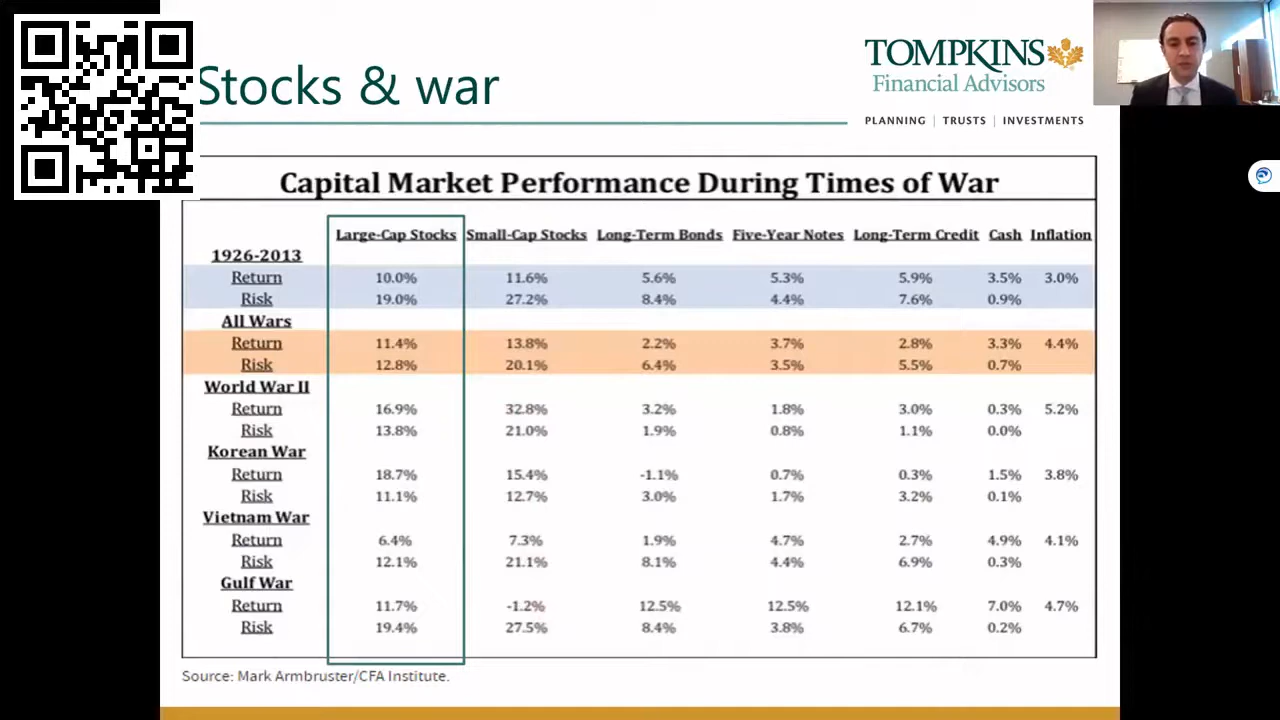 Stocks & war
TOMPKINS
Financial Advisors
PLANNING | TRUSTS | INVESTMENTS
Capital Market Performance During Times of War
Large-Cap Stocks Small-Cap Stocks Long-Term Bonds Five-Year Notes Long-Term Credit Cash Inflation
1926-2013
Return 10.0% 11.6% 5.6% 5.3% 5.9% 3.5% 3.0%
Risk 19.0% 27.2% 8.4% 4.4% 7.6% 0.9%
All Wars
Return 11.4% 13.8% 2.2% 3.7% 2.8% 3.3% 4.4%
Risk 12.8% 20.1% 6.4% 3.5% 5.5% 0.7%
World War II
Return 16.9% 32.8% 3.2% 1.8% 3.0% 0.3% 5.2%
Risk 13.8% 21.0% 1.9% 0.8% 1.1% 0.0%
Korean War
Return 18.7% 15.4% -1.1% 0.7% 0.3% 1.5% 3.8%
Risk 11.1% 12.7% 3.0% 1.7% 3.2% 0.1%
Vietnam War
Return 6.4% 7.3% 1.9% 4.7% 2.7% 4.9% 4.1%
Risk 12.1% 21.1% 8.1% 4.4% 6.9% 0.3%
Gulf War
Return 11.7% -1.2% 12.5% 12.5% 12.1% 7.0% 4.7%
Risk 19.4% 27.5% 8.4% 3.8% 6.7% 0.2%
Source: Mark Armbruster/CFA Institute.